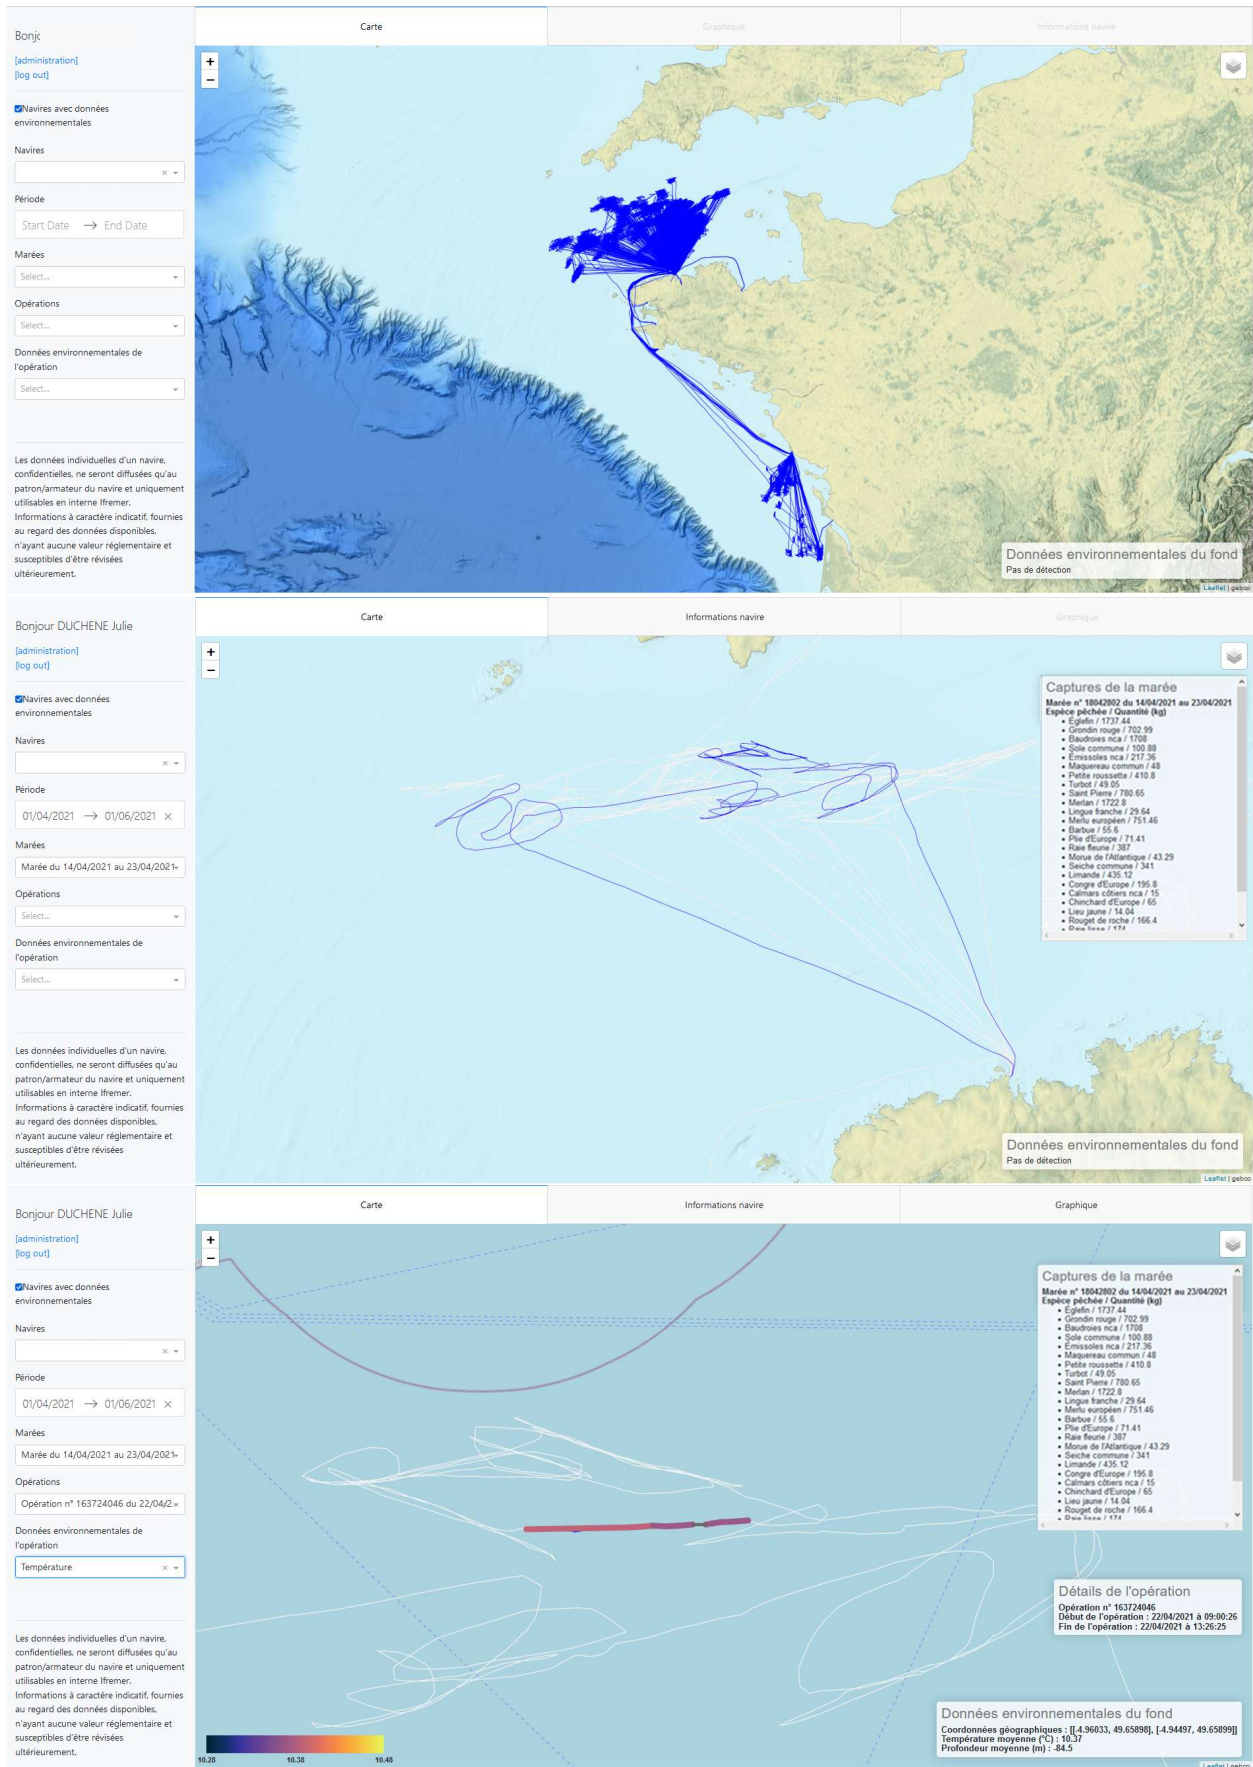 Bonjo
[administration]
[log out]
Navires avec données
environnementales
Navires
Période
Start Date → End Date
Marées
Select...
Opérations
Select...
Données environnementales de
l'opération
Select...
Les données individuelles d'un navire,
confidentielles, ne seront diffusées qu'au
patron/armateur du navire et uniquement
utilisables en interne Ifremer.
Informations à caractère indicatif, fournies
au regard des données disponibles,
n'ayant aucune valeur réglementaire et
susceptibles d'être révisées
ultérieurement.
Carte
Graphique
Informations navire
+
−
Données environnementales du fond
Pas de détection
Leaflet | gebco
Bonjour DUCHENE Julie
[administration]
[log out]
Navires avec données
environnementales
Navires
Période
01/04/2021 → 01/06/2021
Marées
Marée du 14/04/2021 au 23/04/2021
Opérations
Select...
Données environnementales de
l'opération
Select...
Les données individuelles d'un navire,
confidentielles, ne seront diffusées qu'au
patron/armateur du navire et uniquement
utilisables en interne Ifremer.
Informations à caractère indicatif, fournies
au regard des données disponibles,
n'ayant aucune valeur réglementaire et
susceptibles d'être révisées
ultérieurement.
Carte
Informations navire
Graphique
+
−
Captures de la marée
Marée n° 18042802 du 14/04/2021 au 23/04/2021
Espèce pêchée / Quantité (kg)
Églefin / 1737.44
Grondin rouge / 702.99
Baudroies nca / 1708
Sole commune / 100.88
Émissoles nca / 217.36
Maquereau commun / 48
Petite roussette / 410.8
Turbot / 49.05
Saint Pierre / 780.65
Merlan / 1722.8
Lingue franche / 29.64
Merlu européen / 751.46
Barbue / 55.6
Plie d'Europe / 71.41
Raie fleurie / 387
Morue de l'Atlantique / 43.29
Seiche commune / 341
Limande / 435.12
Congre d'Europe / 195.8
Calmars côtiers nca / 15
Chinchard d'Europe / 65
Lieu jaune / 14.04
Rouget de roche / 166.4
Raie lisse / 174
Données environnementales du fond
Pas de détection
Leaflet | gebco
Bonjour DUCHENE Julie
[administration]
[log out]
Navires avec données
environnementales
Navires
Période
01/04/2021 → 01/06/2021
Marées
Marée du 14/04/2021 au 23/04/2021
Opérations
Opération n° 163724046 du 22/04/2
Données environnementales de
l'opération
Température
Les données individuelles d'un navire,
confidentielles, ne seront diffusées qu'au
patron/armateur du navire et uniquement
utilisables en interne Ifremer.
Informations à caractère indicatif, fournies
au regard des données disponibles,
n'ayant aucune valeur réglementaire et
susceptibles d'être révisées
ultérieurement.
Carte
Informations navire
Graphique
+
−
Captures de la marée
Marée n° 18042802 du 14/04/2021 au 23/04/2021
Espèce pêchée / Quantité (kg)
Églefin / 1737.44
Grondin rouge / 702.99
Baudroies nca / 1708
Sole commune / 100.88
Émissoles nca / 217.36
Maquereau commun / 48
Petite roussette / 410.8
Turbot / 49.05
Saint Pierre / 780.65
Merlan / 1722.8
Lingue franche / 29.64
Merlu européen / 751.46
Barbue / 55.6
Plie d'Europe / 71.41
Raie fleurie / 387
Morue de l'Atlantique / 43.29
Seiche commune / 341
Limande / 435.12
Congre d'Europe / 195.8
Calmars côtiers nca / 15
Chinchard d'Europe / 65
Lieu jaune / 14.04
Rouget de roche / 166.4
Raie lisse / 174
Détails de l'opération
Opération n° 163724046
Début de l'opération : 22/04/2021 à 09:00:26
Fin de l'opération : 22/04/2021 à 13:26:25
Données environnementales du fond
Coordonnées géographiques : [[-4.96033, 49.65898], [-4.94497, 49.65899]]
Température moyenne (°C) : 10.37
Profondeur moyenne (m) : -84.5
10.28 10.38 10.48
Leaflet | gebco